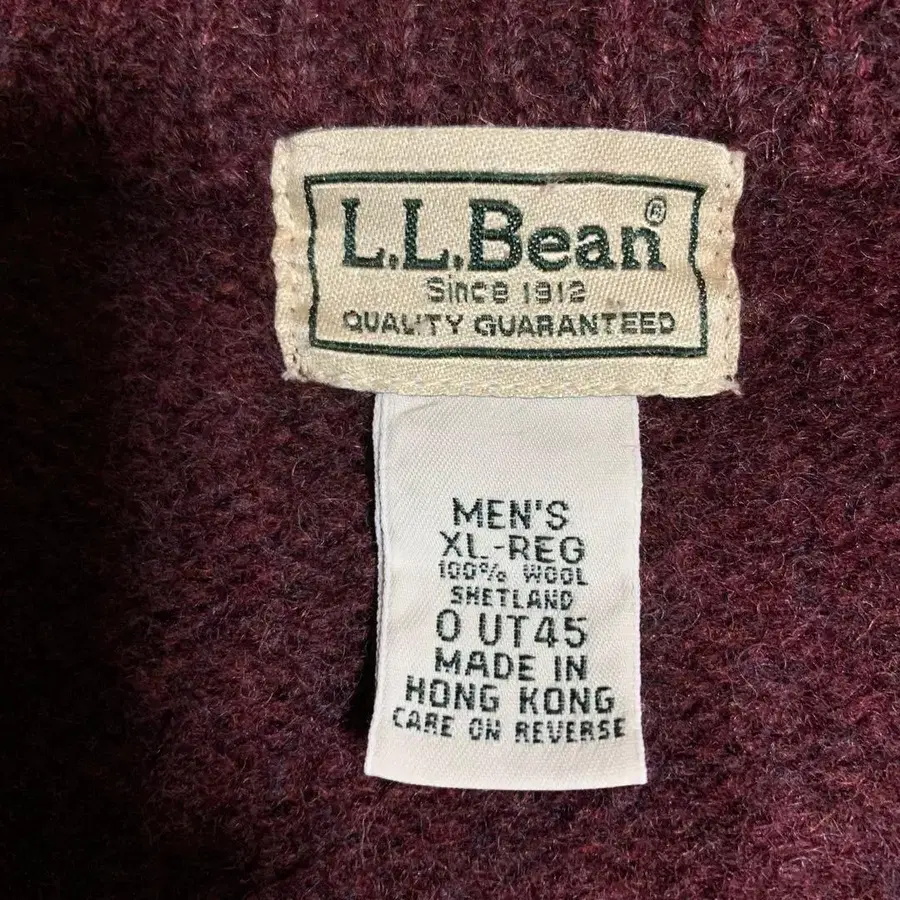 L.L.Bean®
Since 1912
QUALITY GUARANTEED
MEN'S
XL-REG
100% WOOL
SHETLAND
0 UT45
MADE IN
HONG KONG
CARE ON REVERSE